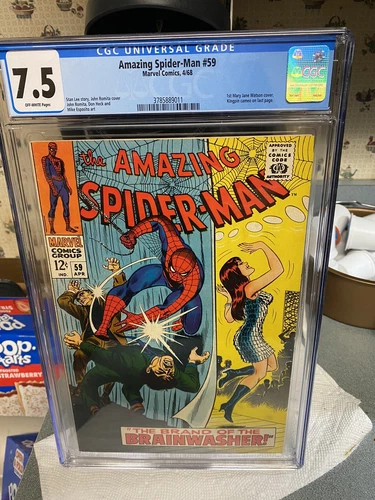 CGC UNIVERSAL GRADE
7.5
OFF-WHITE Pages
Amazing Spider-Man #59
Marvel Comics, 4/68
Stan Lee story, John Romita cover
John Romita, Don Heck and
Mike Esposito art
1st Mary Jane Watson cover.
Kingpin cameo on last page.
3785889011
CGC
the AMAZING
SPIDER-MAN
APPROVED
BY THE
COMICS
CODE
AUTHORITY
MARVEL
COMICS
GROUP
12¢
IND.
59
APR
"THE BRAND OF THE
BRAINWASHER!"
STRAWBERRY